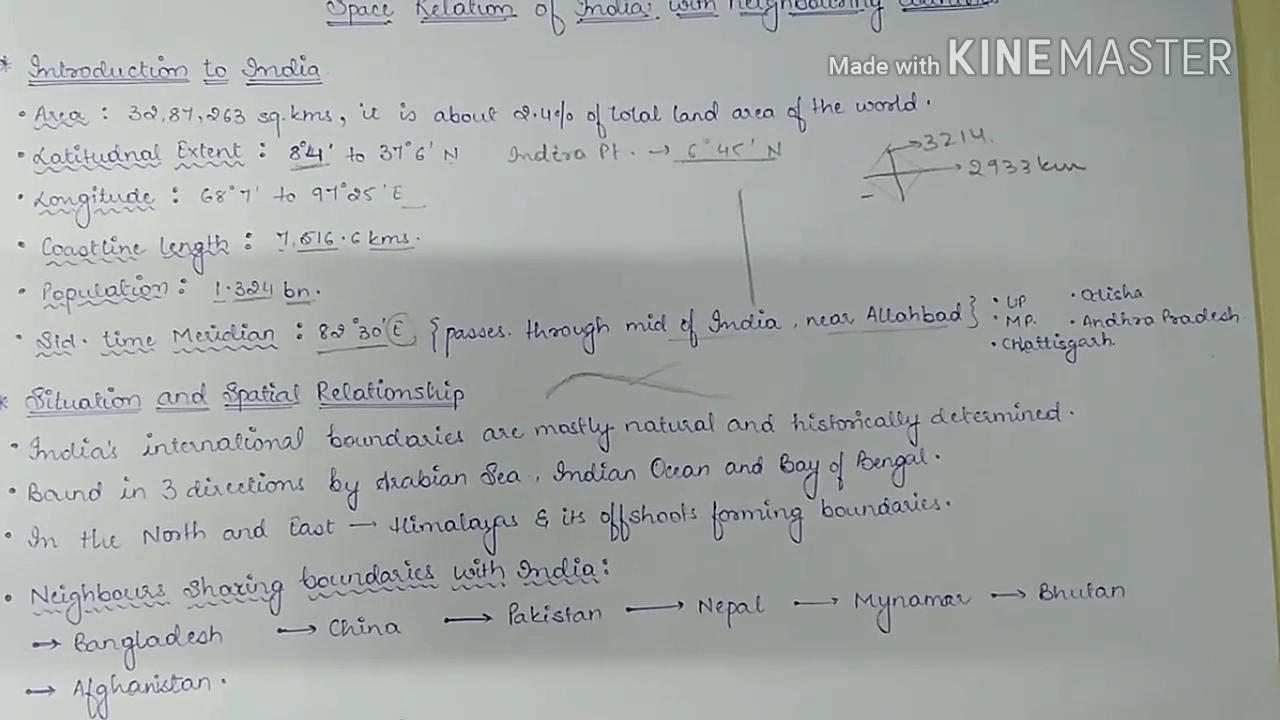 Space Relation of India: with neighbouring countries
Made with KINEMASTER
* Introduction to India
• Area : 32,87,263 sq.kms, it is about 2.4% of total land area of the world.
• Latitudnal Extent : 8°4' to 37°6' N Indira Pt. → 6°45' N
3214.
2933 km
• Longitude : 68°7' to 97°25' E
• Coastline length : 7,516.6 kms.
• Population : 1.324 bn.
• Std. time Meridian : 82°30' E {passes through mid of India, near Allahbad} • UP • Odisha
• MP. • Andhra Pradesh
• Chattisgarh.
* Situation and Spatial Relationship
• India's international boundaries are mostly natural and historically determined.
• Bound in 3 directions by Arabian Sea, Indian Ocean and Bay of Bengal.
• In the North and East — Himalayas & its offshoots forming boundaries.
• Neighbours sharing boundaries with India:
→ Bangladesh → China → Pakistan → Nepal → Mynamar → Bhutan
→ Afghanistan.